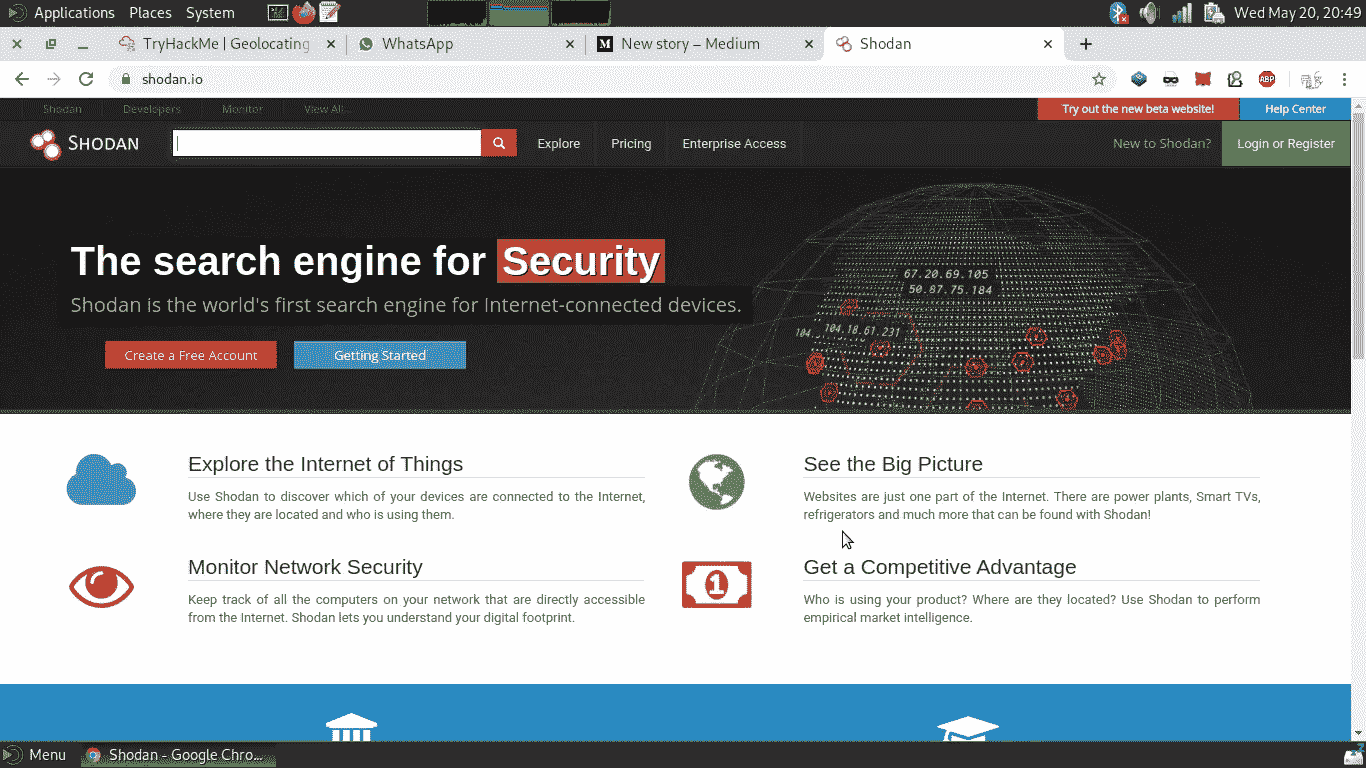 Applications Places System Wed May 20, 20:49
TryHackMe | Geolocating WhatsApp New story – Medium Shodan
shodan.io ABP
Shodan Developers Monitor View All... Try out the new beta website! Help Center
SHODAN Explore Pricing Enterprise Access New to Shodan? Login or Register
The search engine for Security
Shodan is the world's first search engine for Internet-connected devices.
Create a Free Account Getting Started
67.20.69.105
50.87.75.184
104.18.61.231
Explore the Internet of Things
Use Shodan to discover which of your devices are connected to the Internet,
where they are located and who is using them.
See the Big Picture
Websites are just one part of the Internet. There are power plants, Smart TVs,
refrigerators and much more that can be found with Shodan!
Monitor Network Security
Keep track of all the computers on your network that are directly accessible
from the Internet. Shodan lets you understand your digital footprint.
1
Get a Competitive Advantage
Who is using your product? Where are they located? Use Shodan to perform
empirical market intelligence.
Menu Shodan - Google Chro...